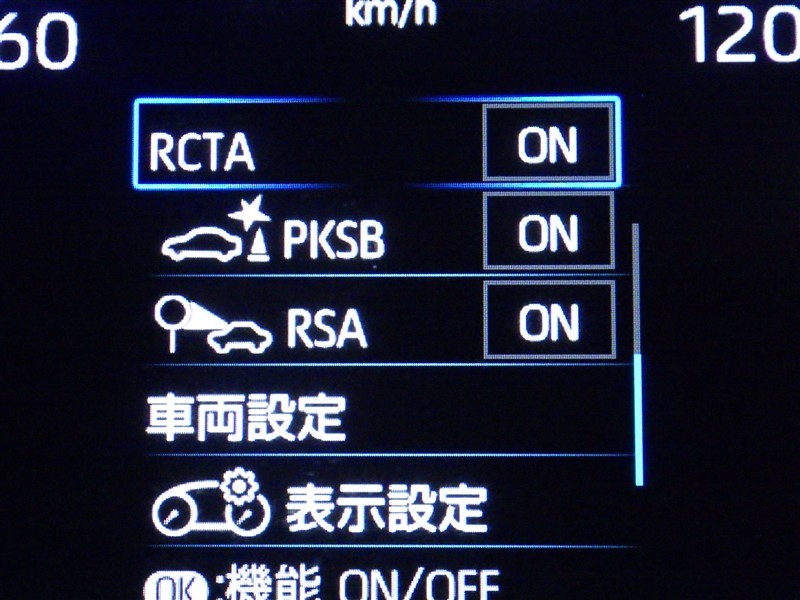 km/h
60 120
RCTA ON
PKSB ON
RSA ON
車両設定
表示設定
OK:機能 ON/OFF